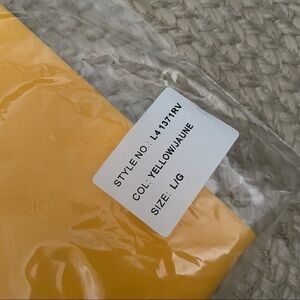 STYLE NO.: L41371RV
COL: YELLOW/JAUNE
SIZE: L/G